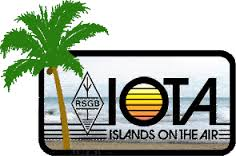 RSGB
IOTA
ISLANDS ON THE AIR